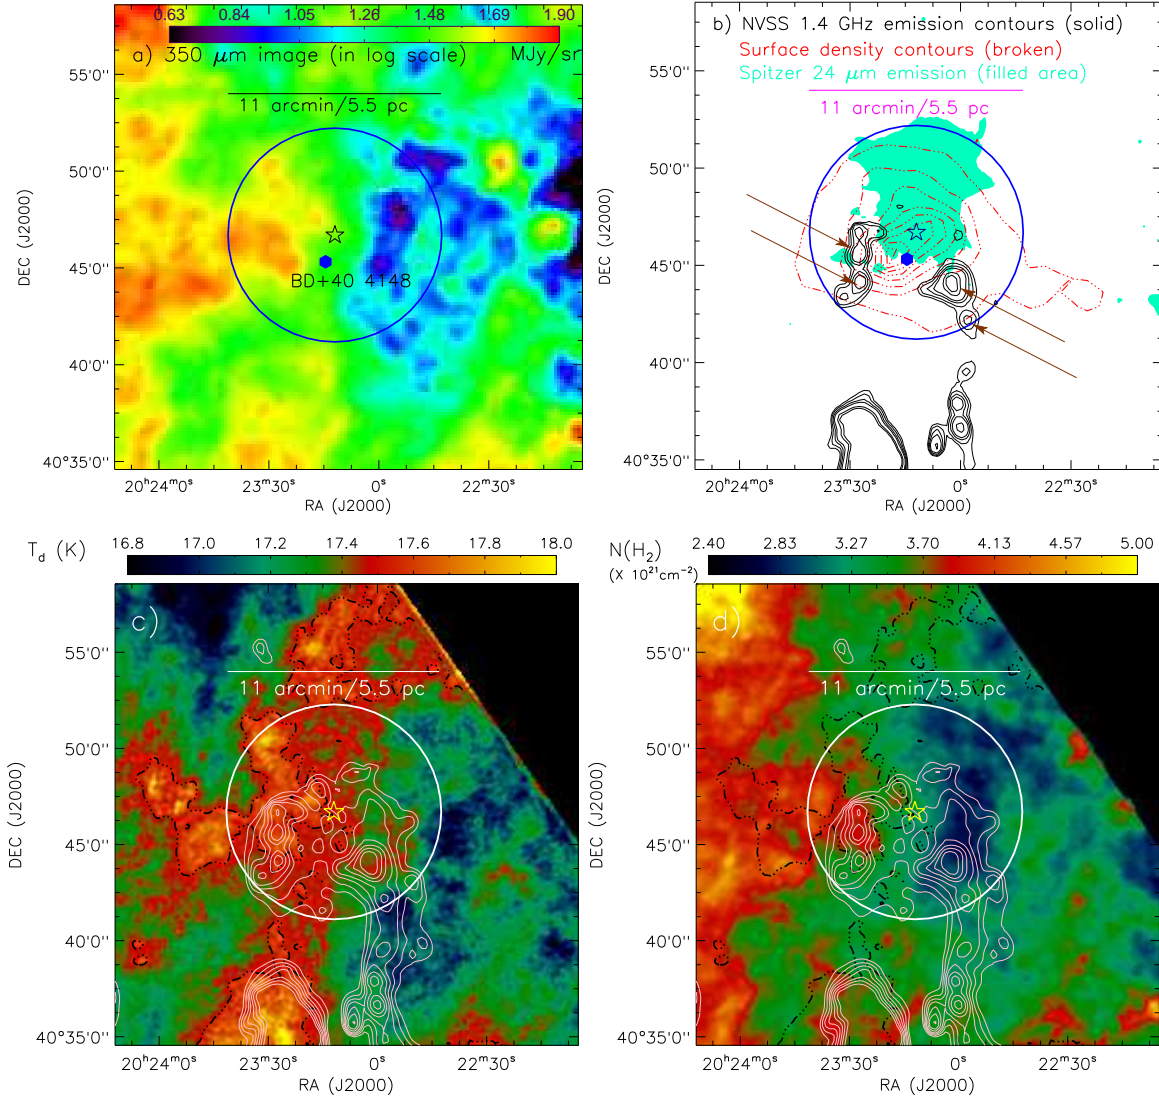 0.63 0.84 1.05 1.26 1.48 1.69 1.90
a) 350 μm image (in log scale) MJy/sr
11 arcmin/5.5 pc
BD+40 4148
55'0''
50'0''
45'0''
40'0''
40°35'0''
DEC (J2000)
20ʰ24ᵐ0ˢ 23ᵐ30ˢ 0ˢ 22ᵐ30ˢ
RA (J2000)
b) NVSS 1.4 GHz emission contours (solid)
Surface density contours (broken)
Spitzer 24 μm emission (filled area)
11 arcmin/5.5 pc
55'0''
50'0''
45'0''
40'0''
40°35'0''
DEC (J2000)
20ʰ24ᵐ0ˢ 23ᵐ30ˢ 0ˢ 22ᵐ30ˢ
RA (J2000)
T_d (K) 16.8 17.0 17.2 17.4 17.6 17.8 18.0
c)
11 arcmin/5.5 pc
55'0''
50'0''
45'0''
40'0''
40°35'0''
DEC (J2000)
20ʰ24ᵐ0ˢ 23ᵐ30ˢ 0ˢ 22ᵐ30ˢ
RA (J2000)
N(H₂) 2.40 2.83 3.27 3.70 4.13 4.57 5.00
(X 10²¹cm⁻²)
d)
11 arcmin/5.5 pc
55'0''
50'0''
45'0''
40'0''
40°35'0''
DEC (J2000)
20ʰ24ᵐ0ˢ 23ᵐ30ˢ 0ˢ 22ᵐ30ˢ
RA (J2000)